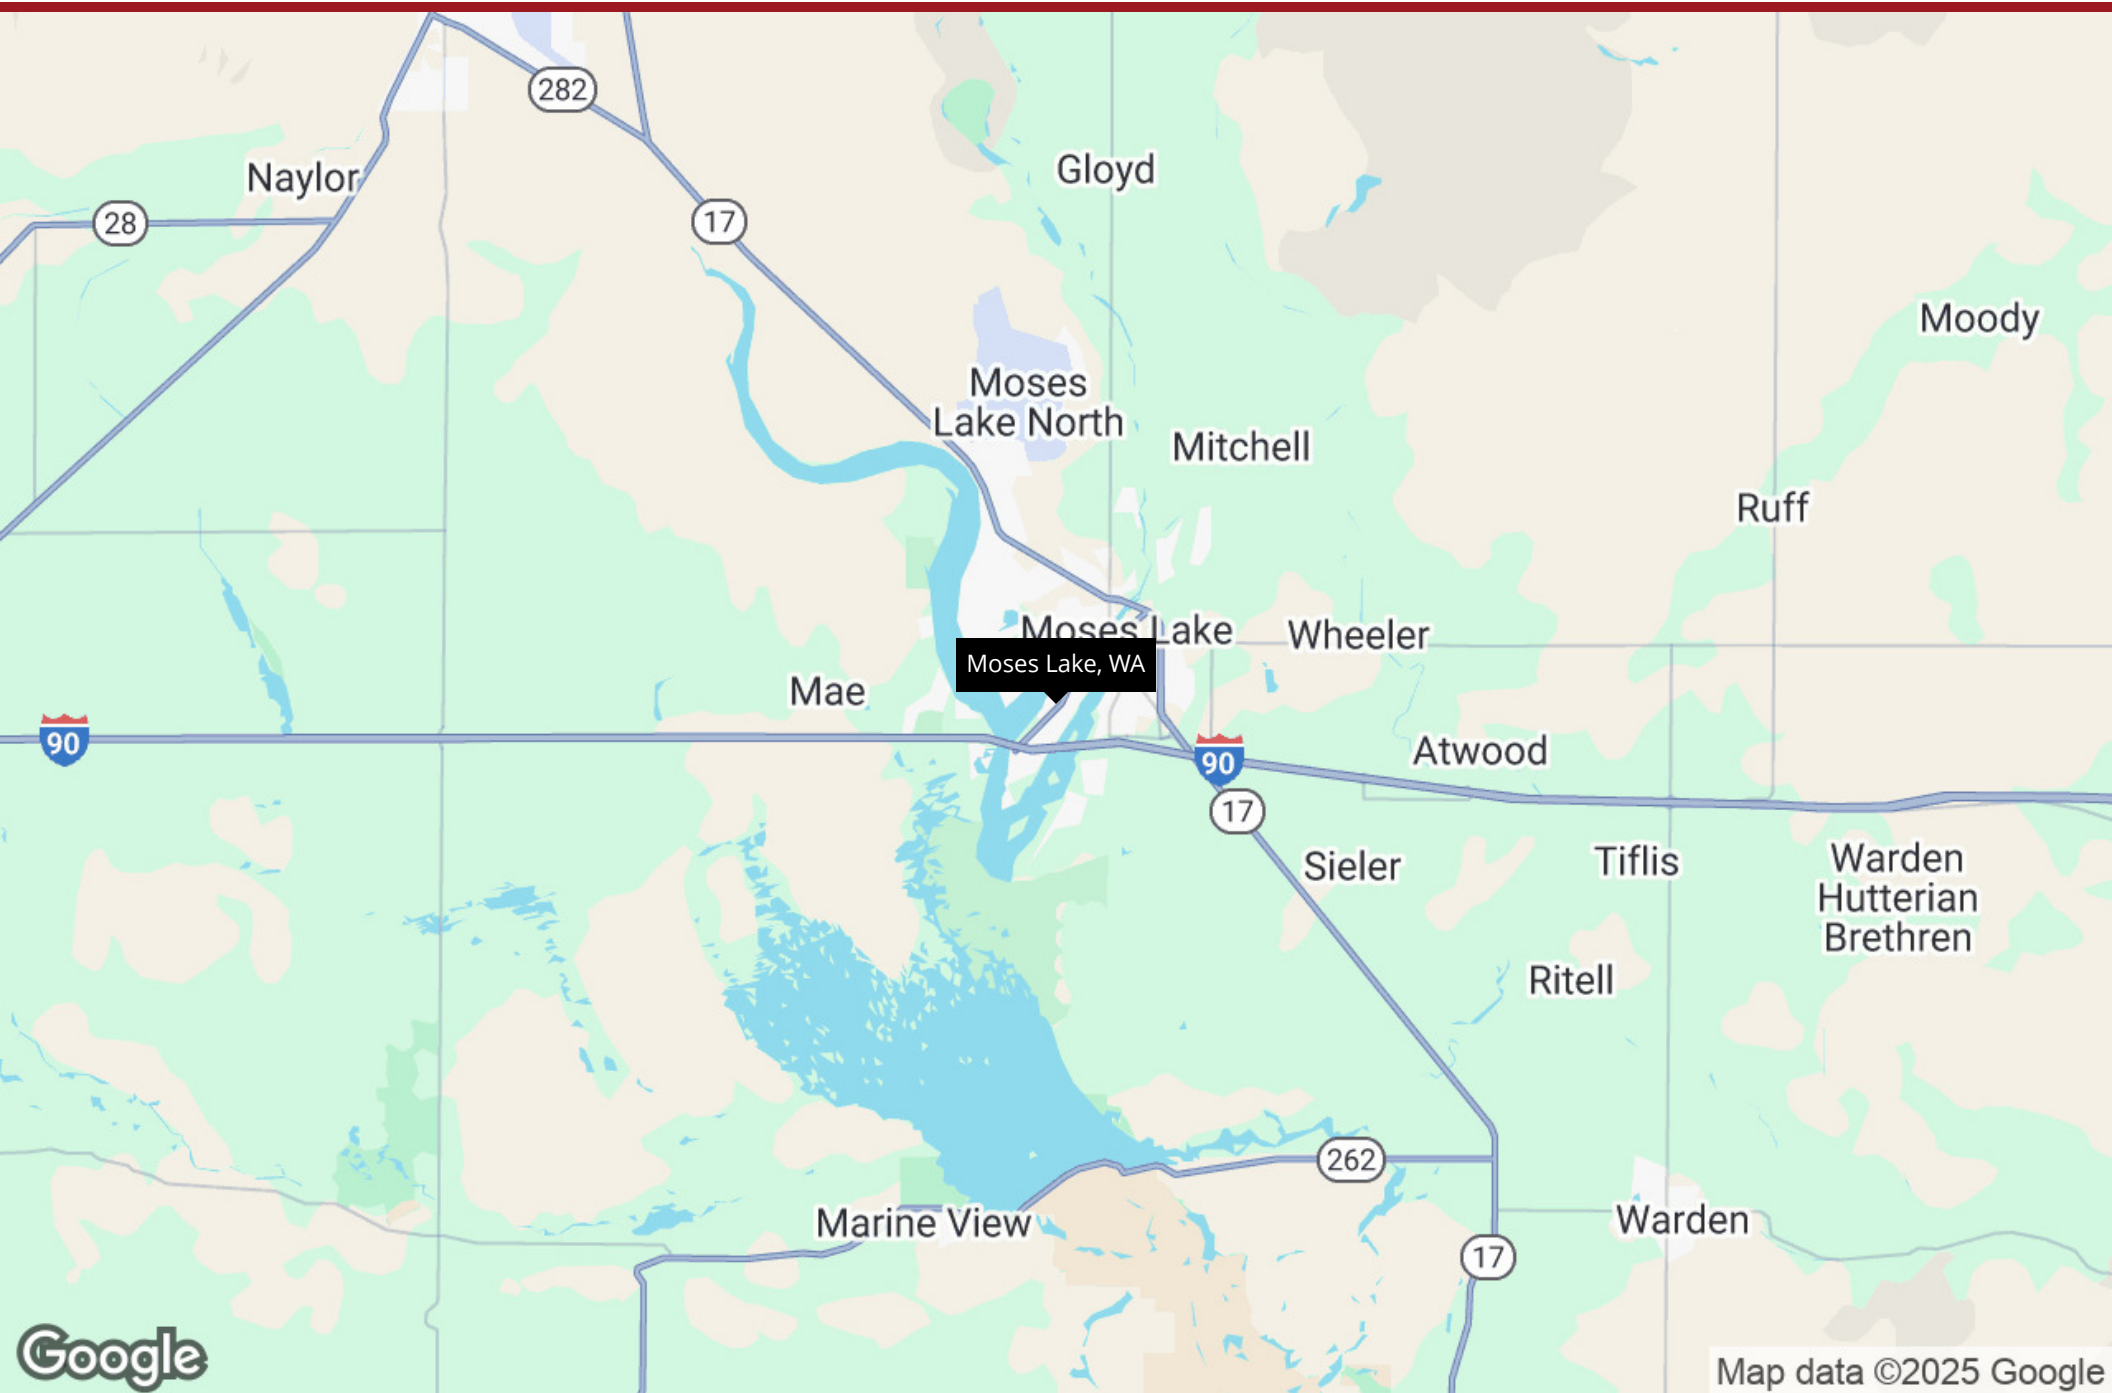 282
Naylor
Gloyd
28
17
Moody
Moses
Lake North
Mitchell
Ruff
Moses Lake
Wheeler
Moses Lake, WA
Mae
90
Atwood
90
17
Sieler
Tiflis
Warden
Hutterian
Brethren
Ritell
262
Marine View
Warden
17
Google
Map data ©2025 Google